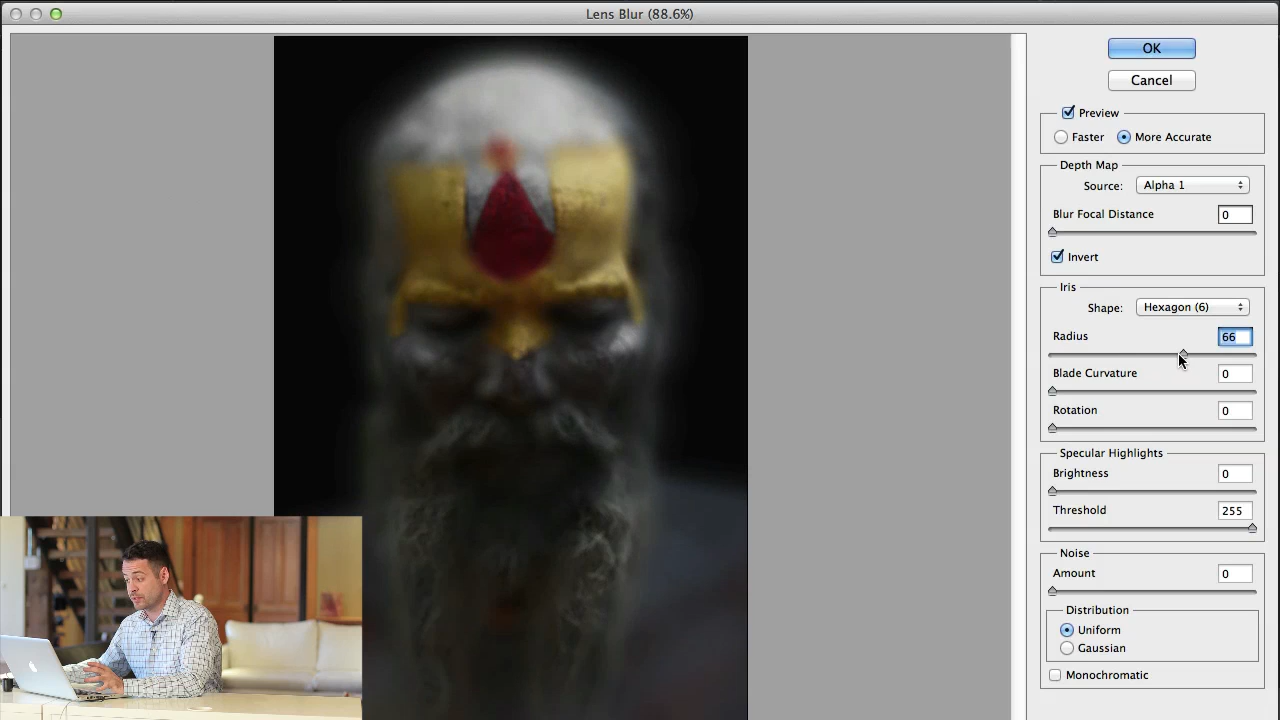 Lens Blur (88.6%)
OK
Cancel
Preview
Faster More Accurate
Depth Map
Source: Alpha 1
Blur Focal Distance 0
Invert
Iris
Shape: Hexagon (6)
Radius 66
Blade Curvature 0
Rotation 0
Specular Highlights
Brightness 0
Threshold 255
Noise
Amount 0
Distribution
Uniform
Gaussian
Monochromatic